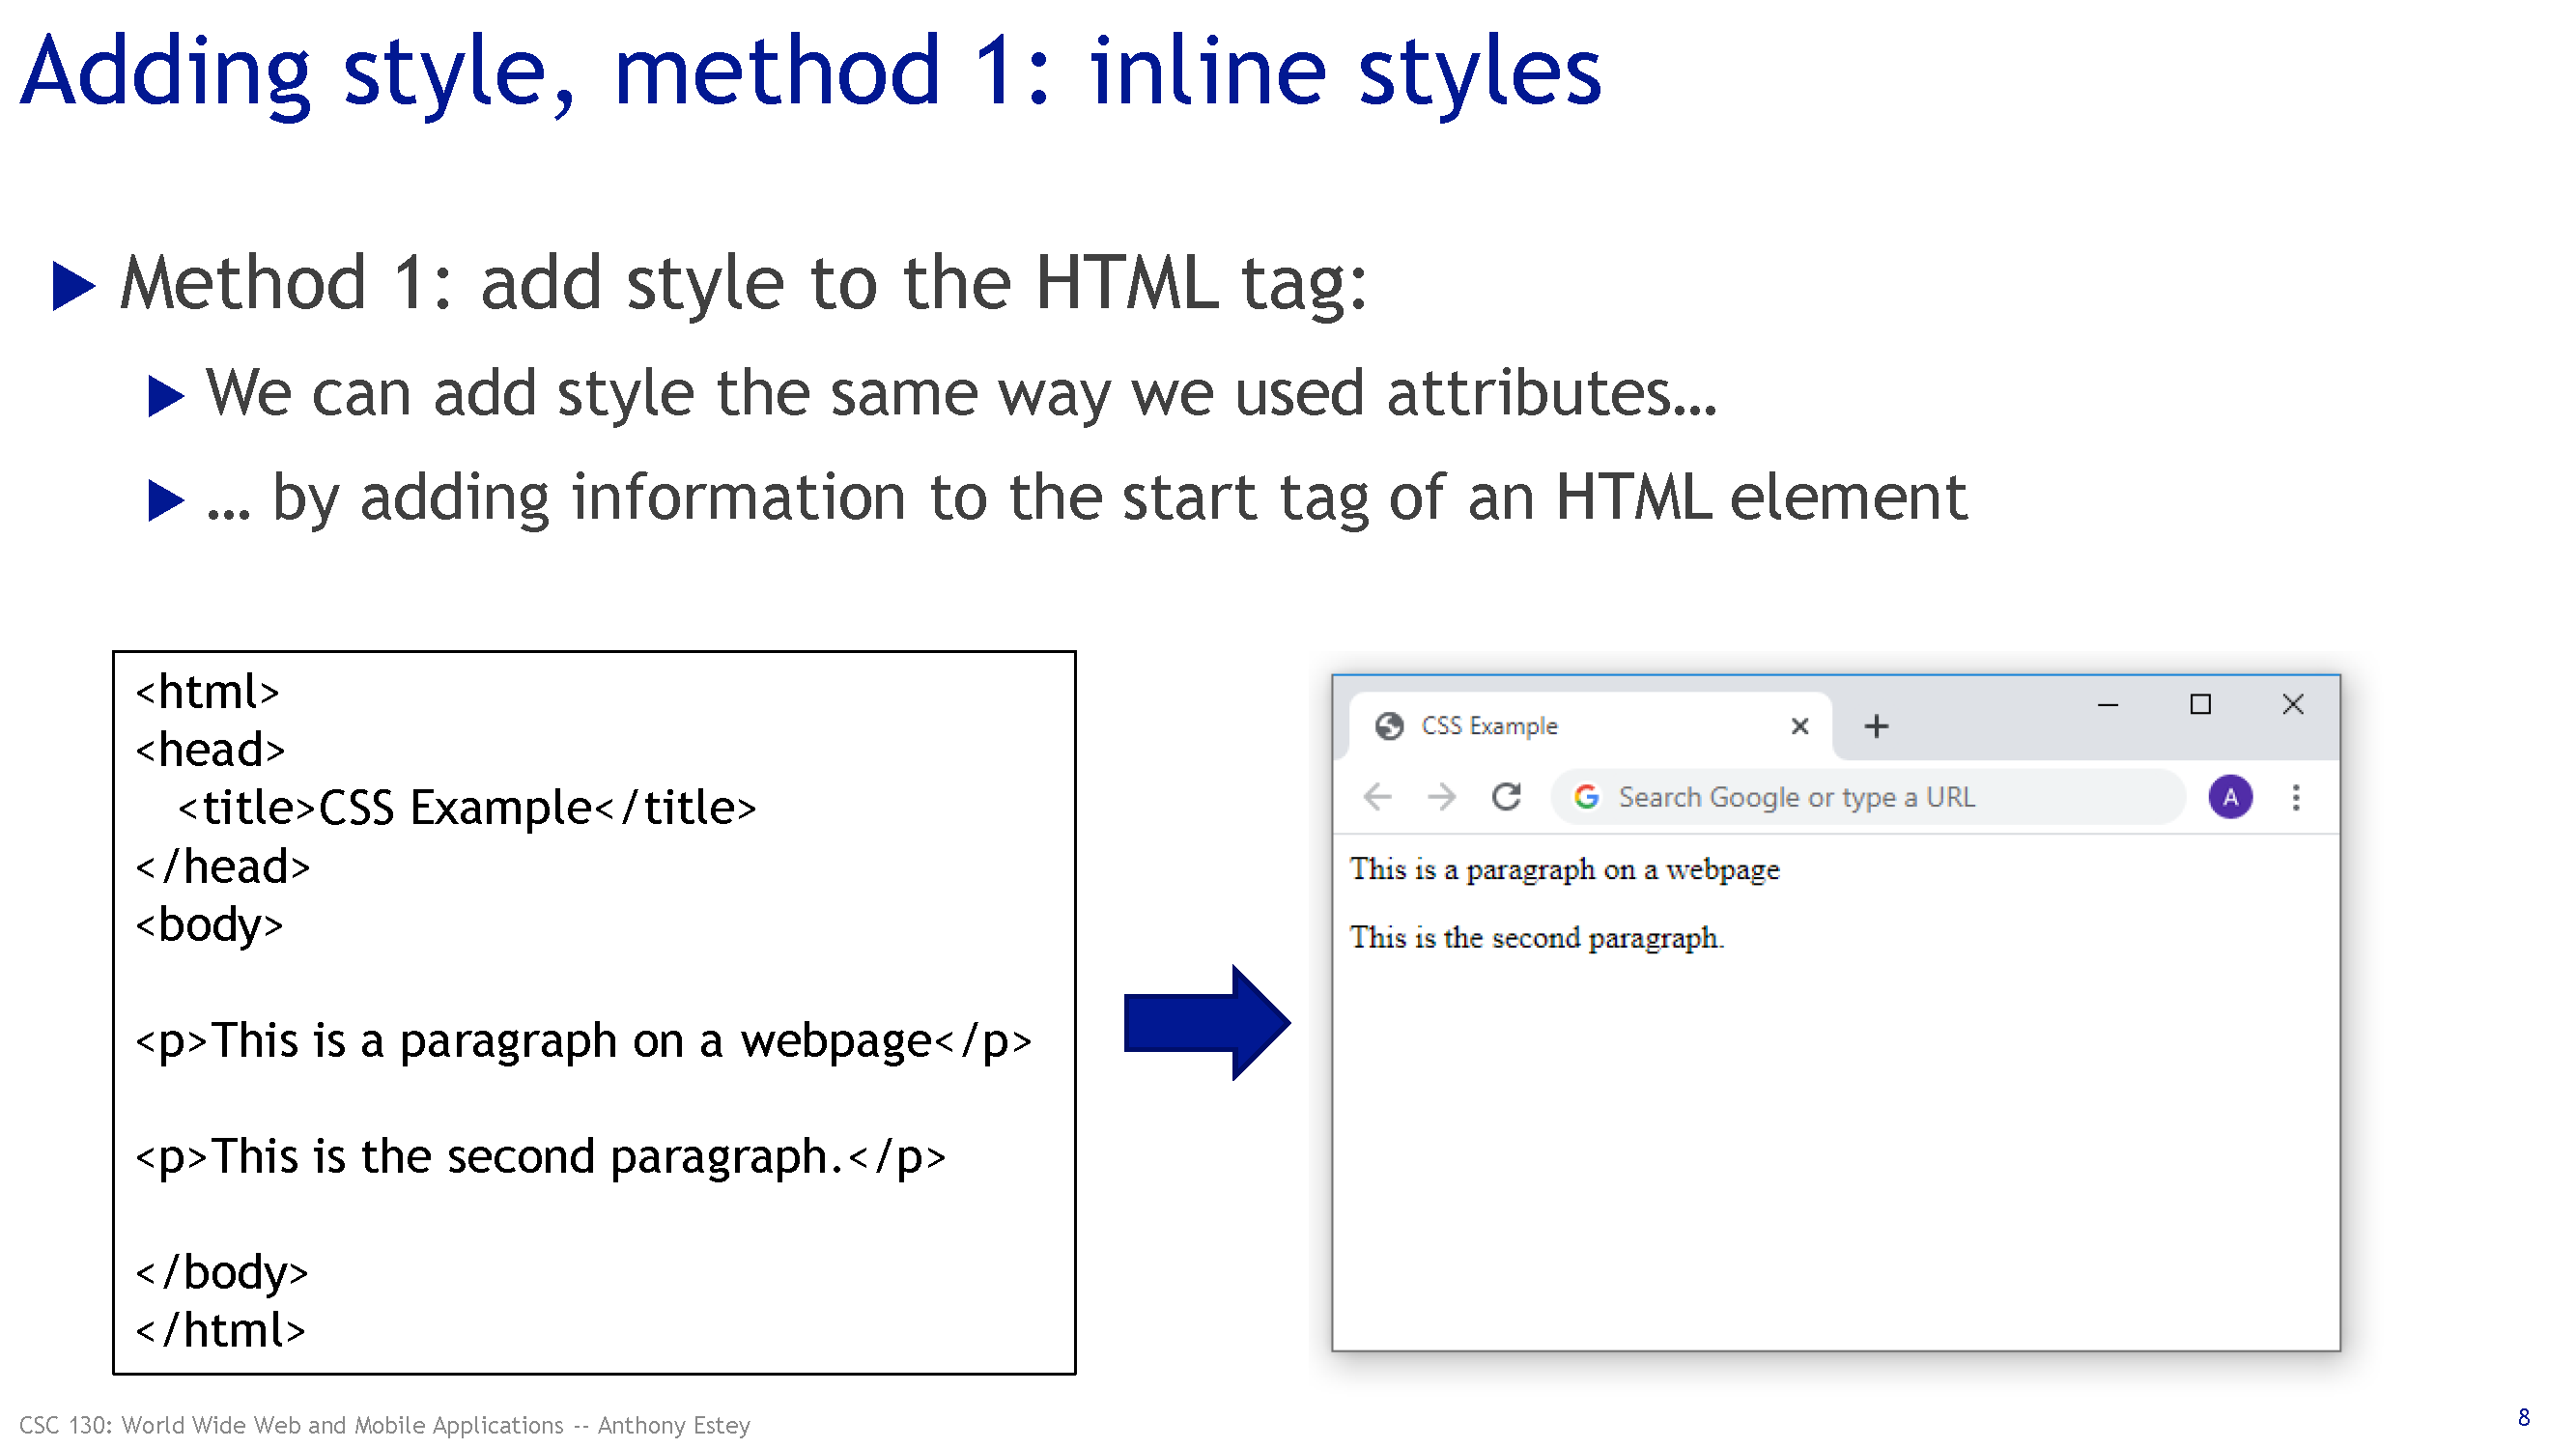 Adding style, method 1: inline styles
Method 1: add style to the HTML tag:
We can add style the same way we used attributes…
… by adding information to the start tag of an HTML element
<html>
<head>
<title>CSS Example</title>
</head>
<body>
<p>This is a paragraph on a webpage</p>
<p>This is the second paragraph.</p>
</body>
</html>
CSS Example
Search Google or type a URL
A
This is a paragraph on a webpage
This is the second paragraph.
CSC 130: World Wide Web and Mobile Applications -- Anthony Estey
8